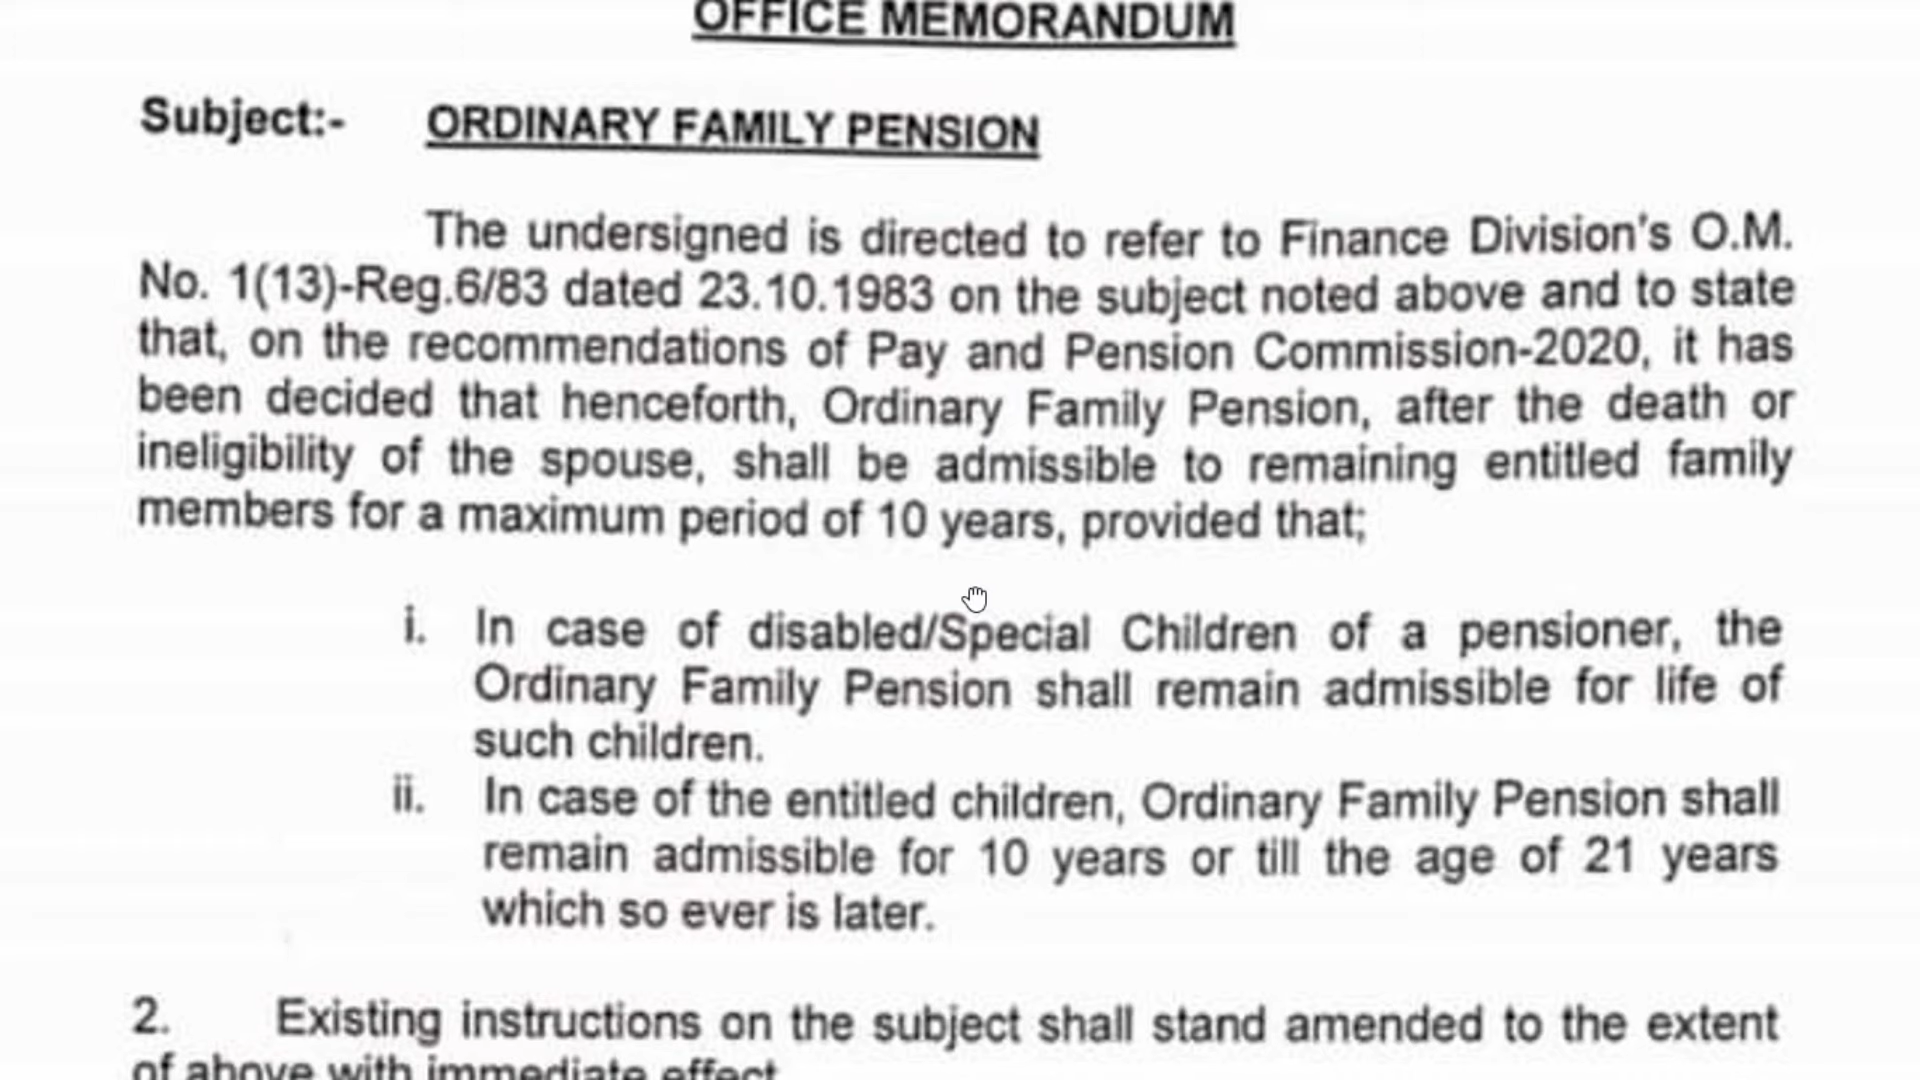 OFFICE MEMORANDUM
Subject:- ORDINARY FAMILY PENSION
The undersigned is directed to refer to Finance Division's O.M.
No. 1(13)-Reg.6/83 dated 23.10.1983 on the subject noted above and to state
that, on the recommendations of Pay and Pension Commission-2020, it has
been decided that henceforth, Ordinary Family Pension, after the death or
ineligibility of the spouse, shall be admissible to remaining entitled family
members for a maximum period of 10 years, provided that;
i. In case of disabled/Special Children of a pensioner, the
Ordinary Family Pension shall remain admissible for life of
such children.
ii. In case of the entitled children, Ordinary Family Pension shall
remain admissible for 10 years or till the age of 21 years
which so ever is later.
2. Existing instructions on the subject shall stand amended to the extent
of above with immediate effect